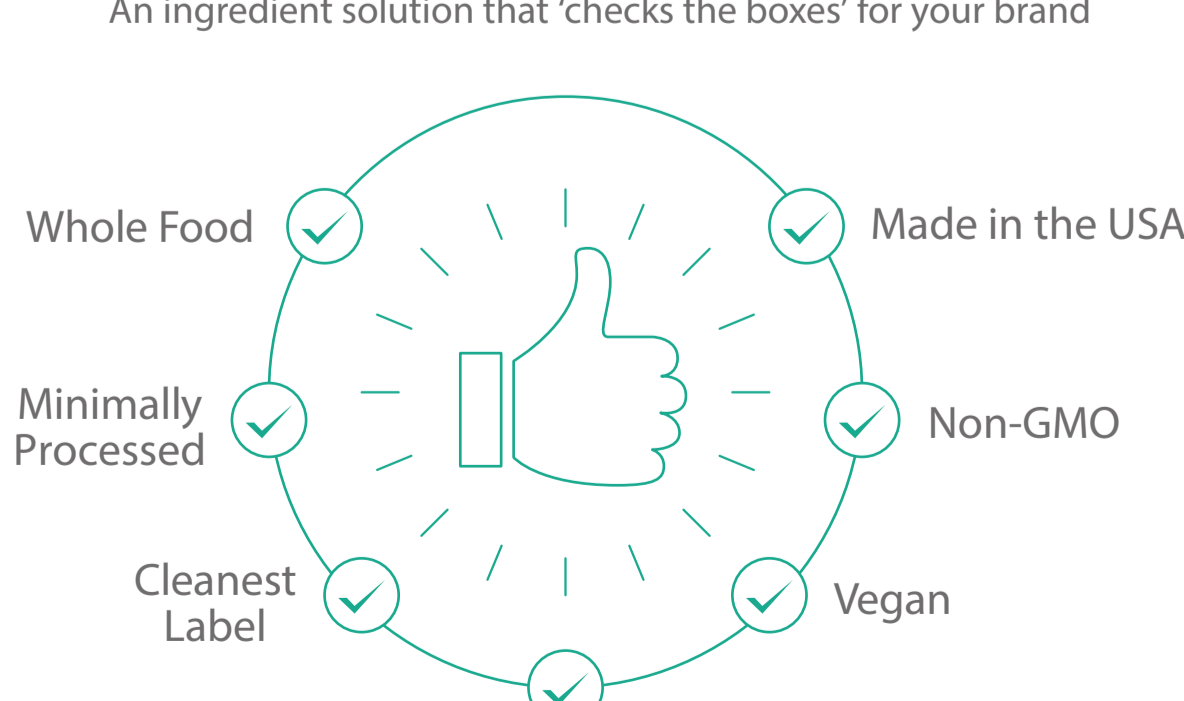 An ingredient solution that ‘checks the boxes’ for your brand
Whole Food
Made in the USA
Minimally
Processed
Non-GMO
Cleanest
Label
Vegan